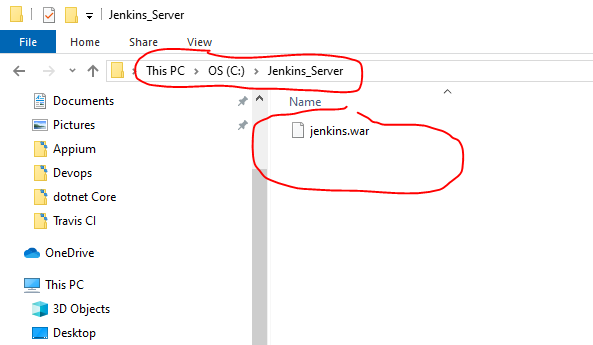 Jenkins_Server
File Home Share View
This PC > OS (C:) > Jenkins_Server
Documents
Pictures
Appium
Devops
dotnet Core
Travis CI
OneDrive
This PC
3D Objects
Desktop
Name
jenkins.war